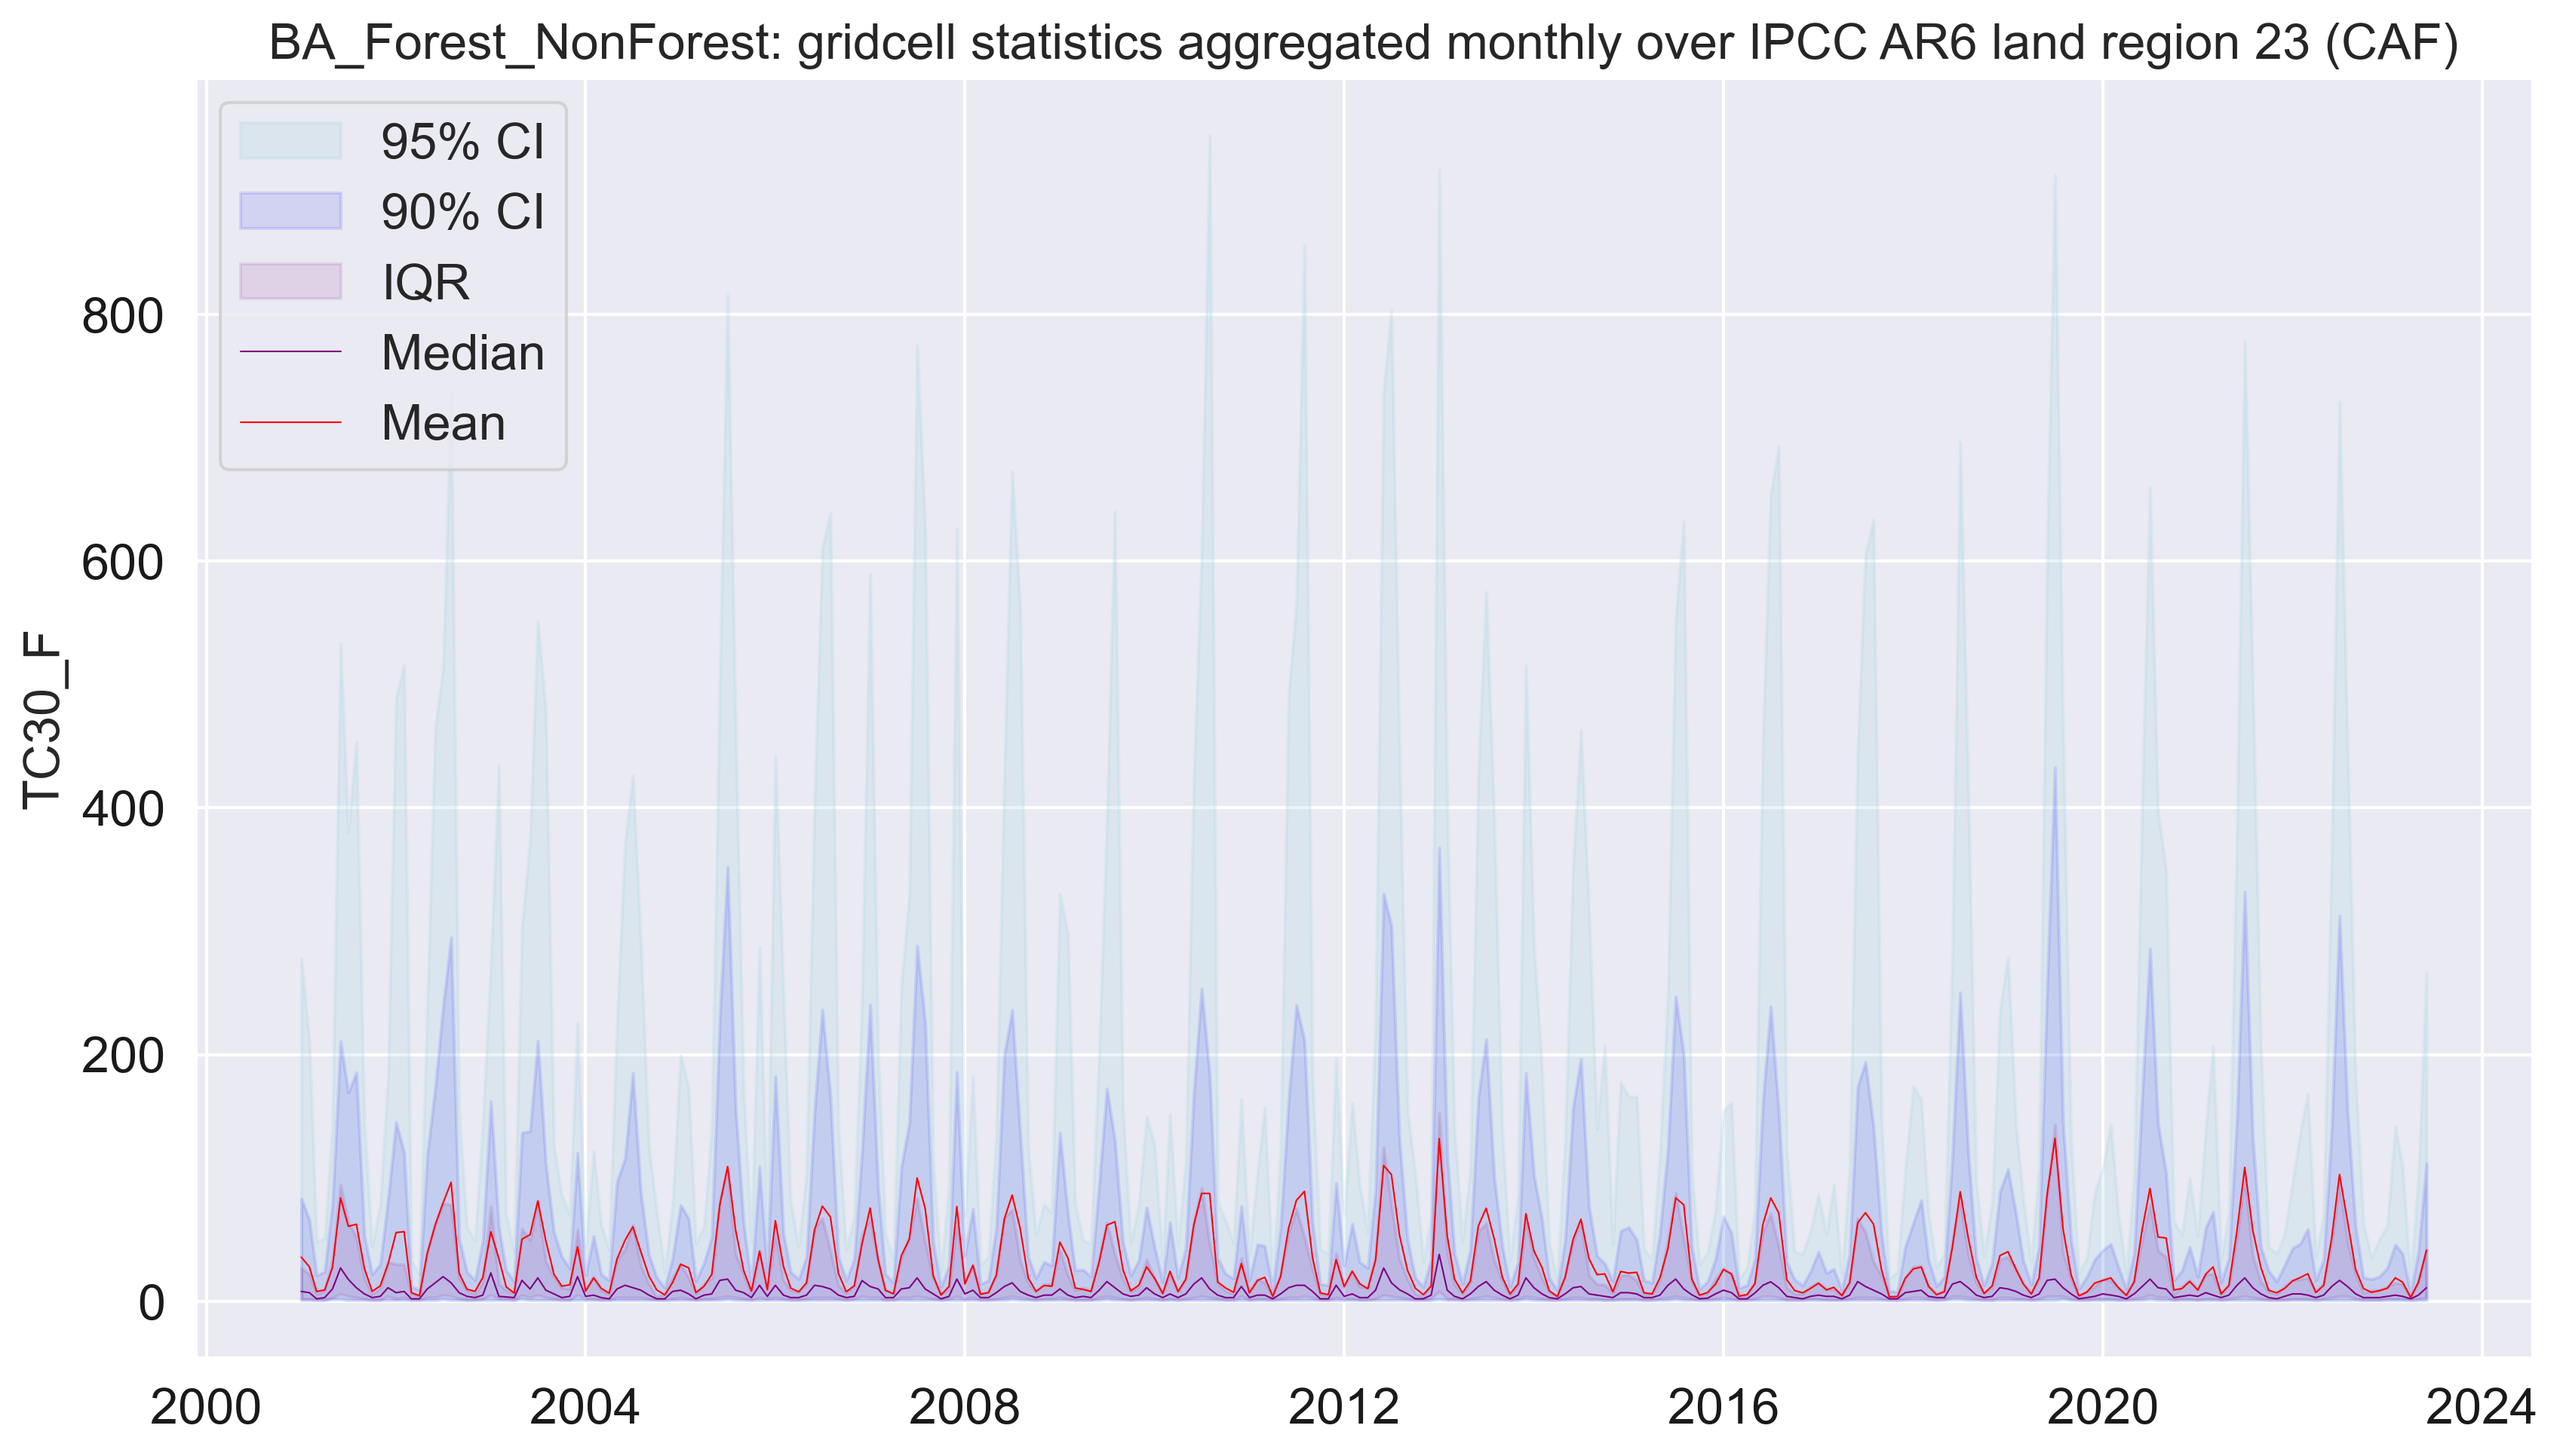 BA_Forest_NonForest: gridcell statistics aggregated monthly over IPCC AR6 land region 23 (CAF)
95% CI
90% CI
IQR
Median
Mean
TC30_F
800
600
400
200
0
2000 2004 2008 2012 2016 2020 2024